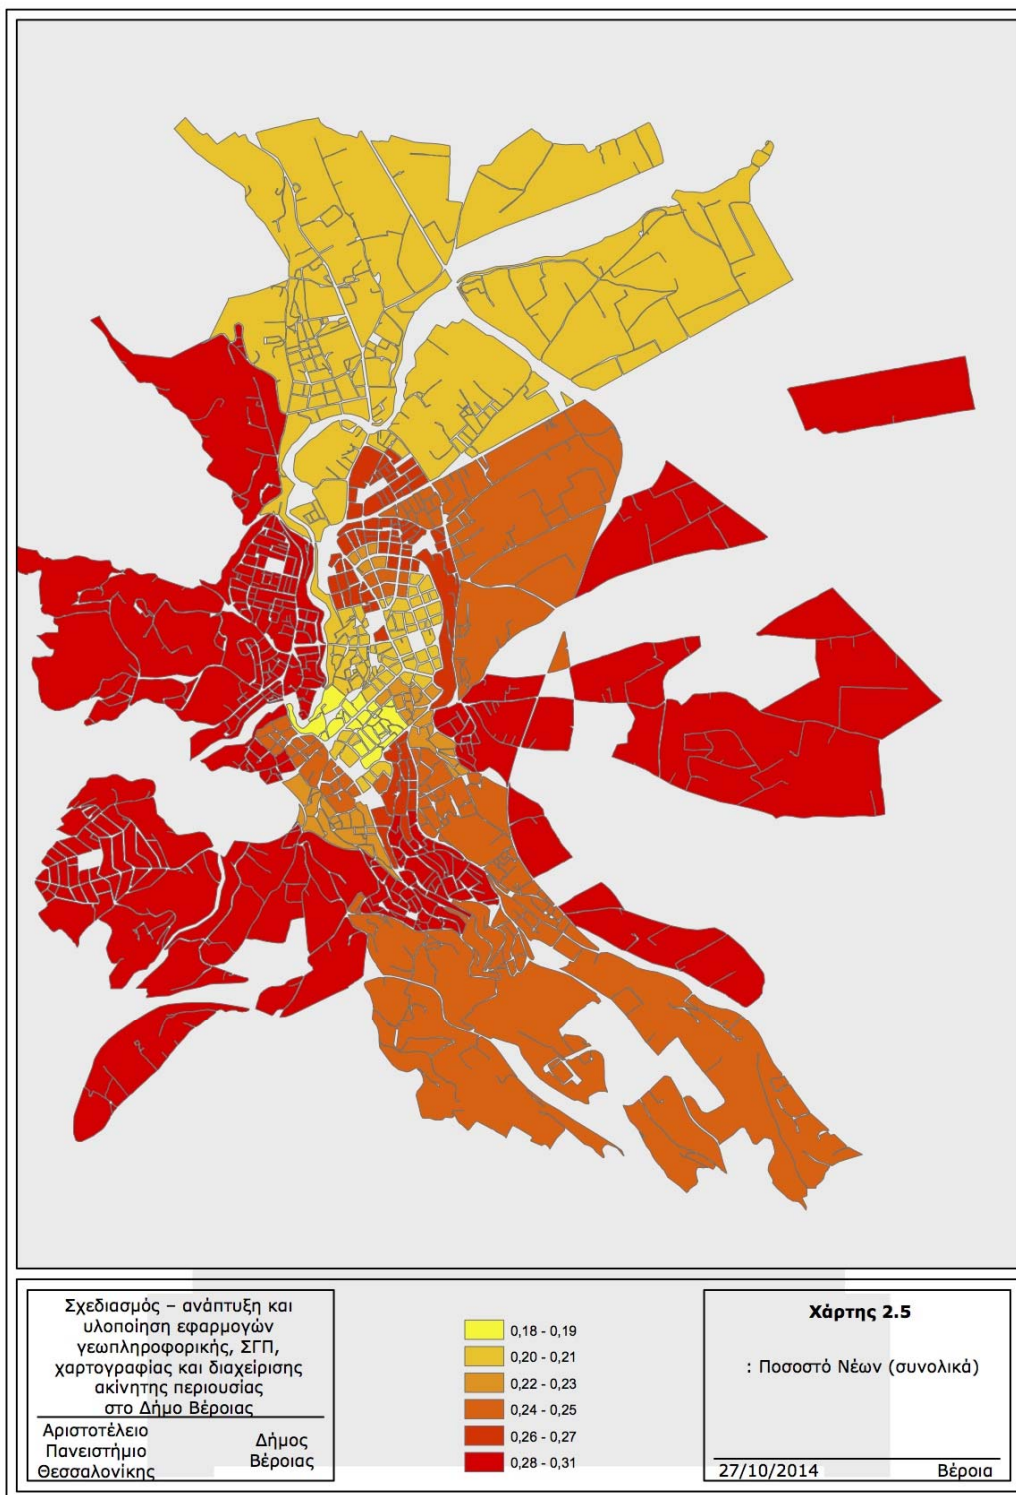 Σχεδιασμός – ανάπτυξη και
υλοποίηση εφαρμογών
γεωπληροφορικής, ΣΓΠ,
χαρτογραφίας και διαχείρισης
ακίνητης περιουσίας
στο Δήμο Βέροιας
Αριστοτέλειο
Πανειστήμιο
Θεσσαλονίκης
Δήμος
Βέροιας
0,18 - 0,19
0,20 - 0,21
0,22 - 0,23
0,24 - 0,25
0,26 - 0,27
0,28 - 0,31
Χάρτης 2.5
: Ποσοστό Νέων (συνολικά)
27/10/2014 Βέροια